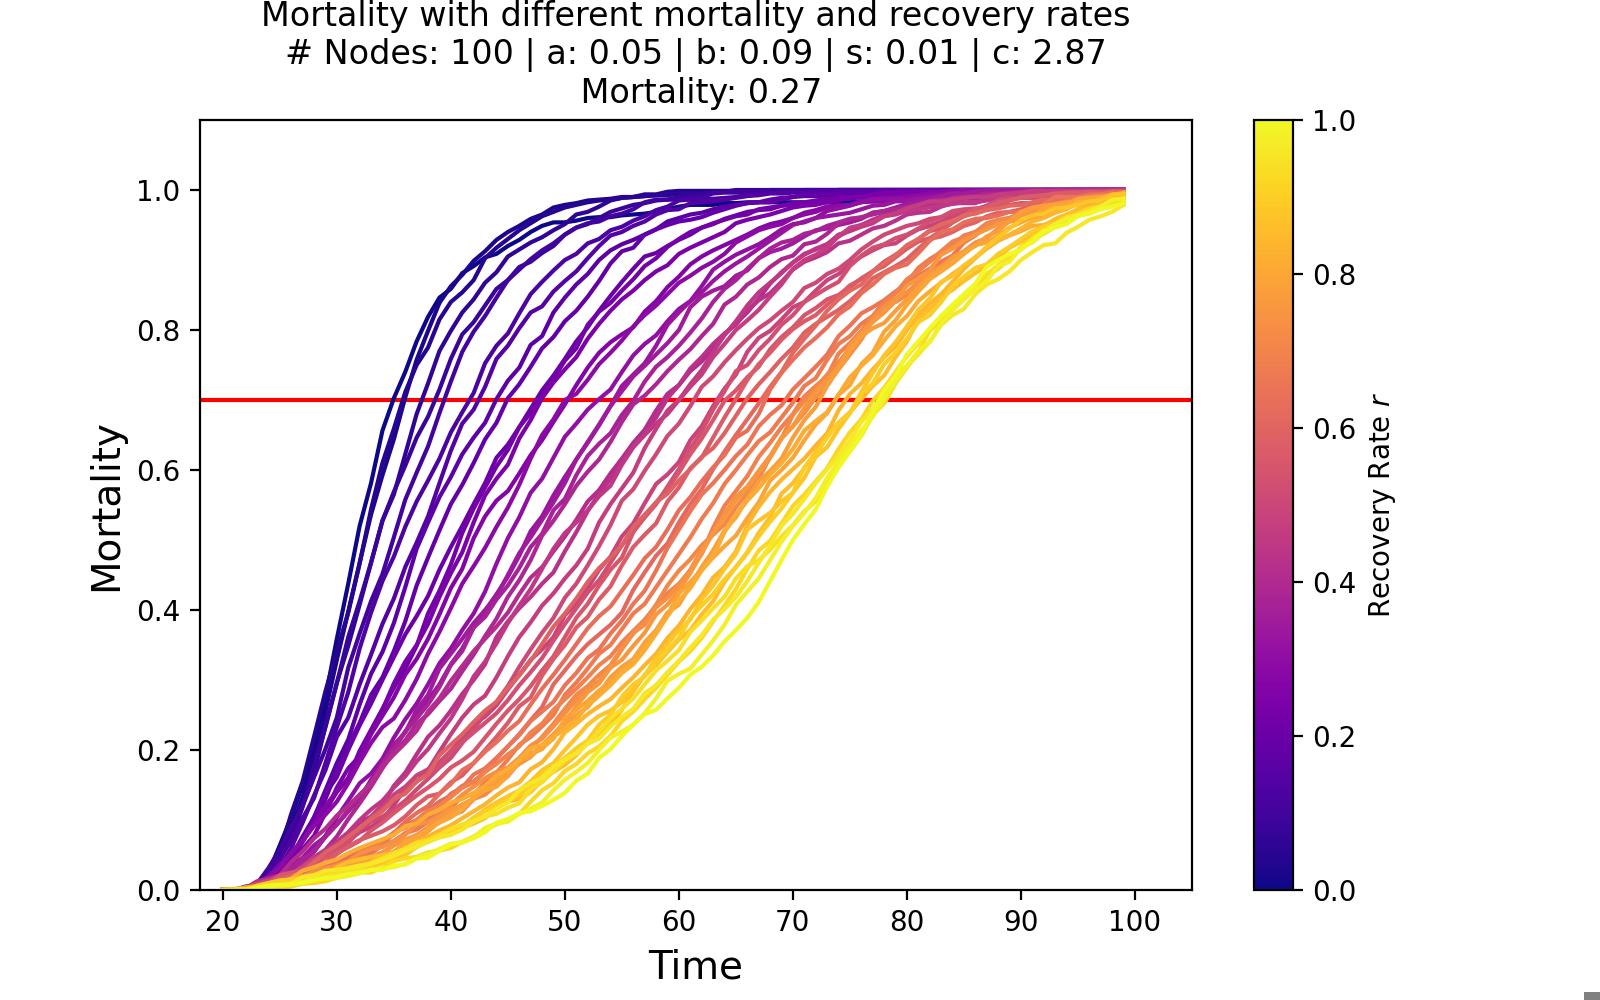 Mortality with different mortality and recovery rates
# Nodes: 100 | a: 0.05 | b: 0.09 | s: 0.01 | c: 2.87
Mortality: 0.27
Mortality
1.0
0.8
0.6
0.4
0.2
0.0
20 30 40 50 60 70 80 90 100
Time
1.0
0.8
0.6
0.4
0.2
0.0
Recovery Rate r